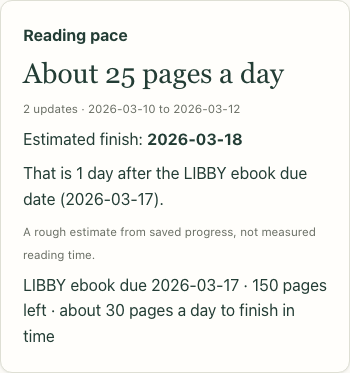 Reading pace
About 25 pages a day
2 updates · 2026-03-10 to 2026-03-12
Estimated finish: 2026-03-18
That is 1 day after the LIBBY ebook due
date (2026-03-17).
A rough estimate from saved progress, not measured
reading time.
LIBBY ebook due 2026-03-17 · 150 pages
left · about 30 pages a day to finish in
time